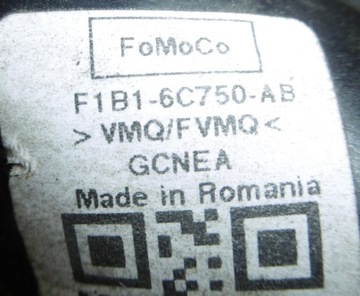 FoMoCo
F1B1-6C750-AB
>VMQ/FVMQ<
GCNEA
Made in Romania